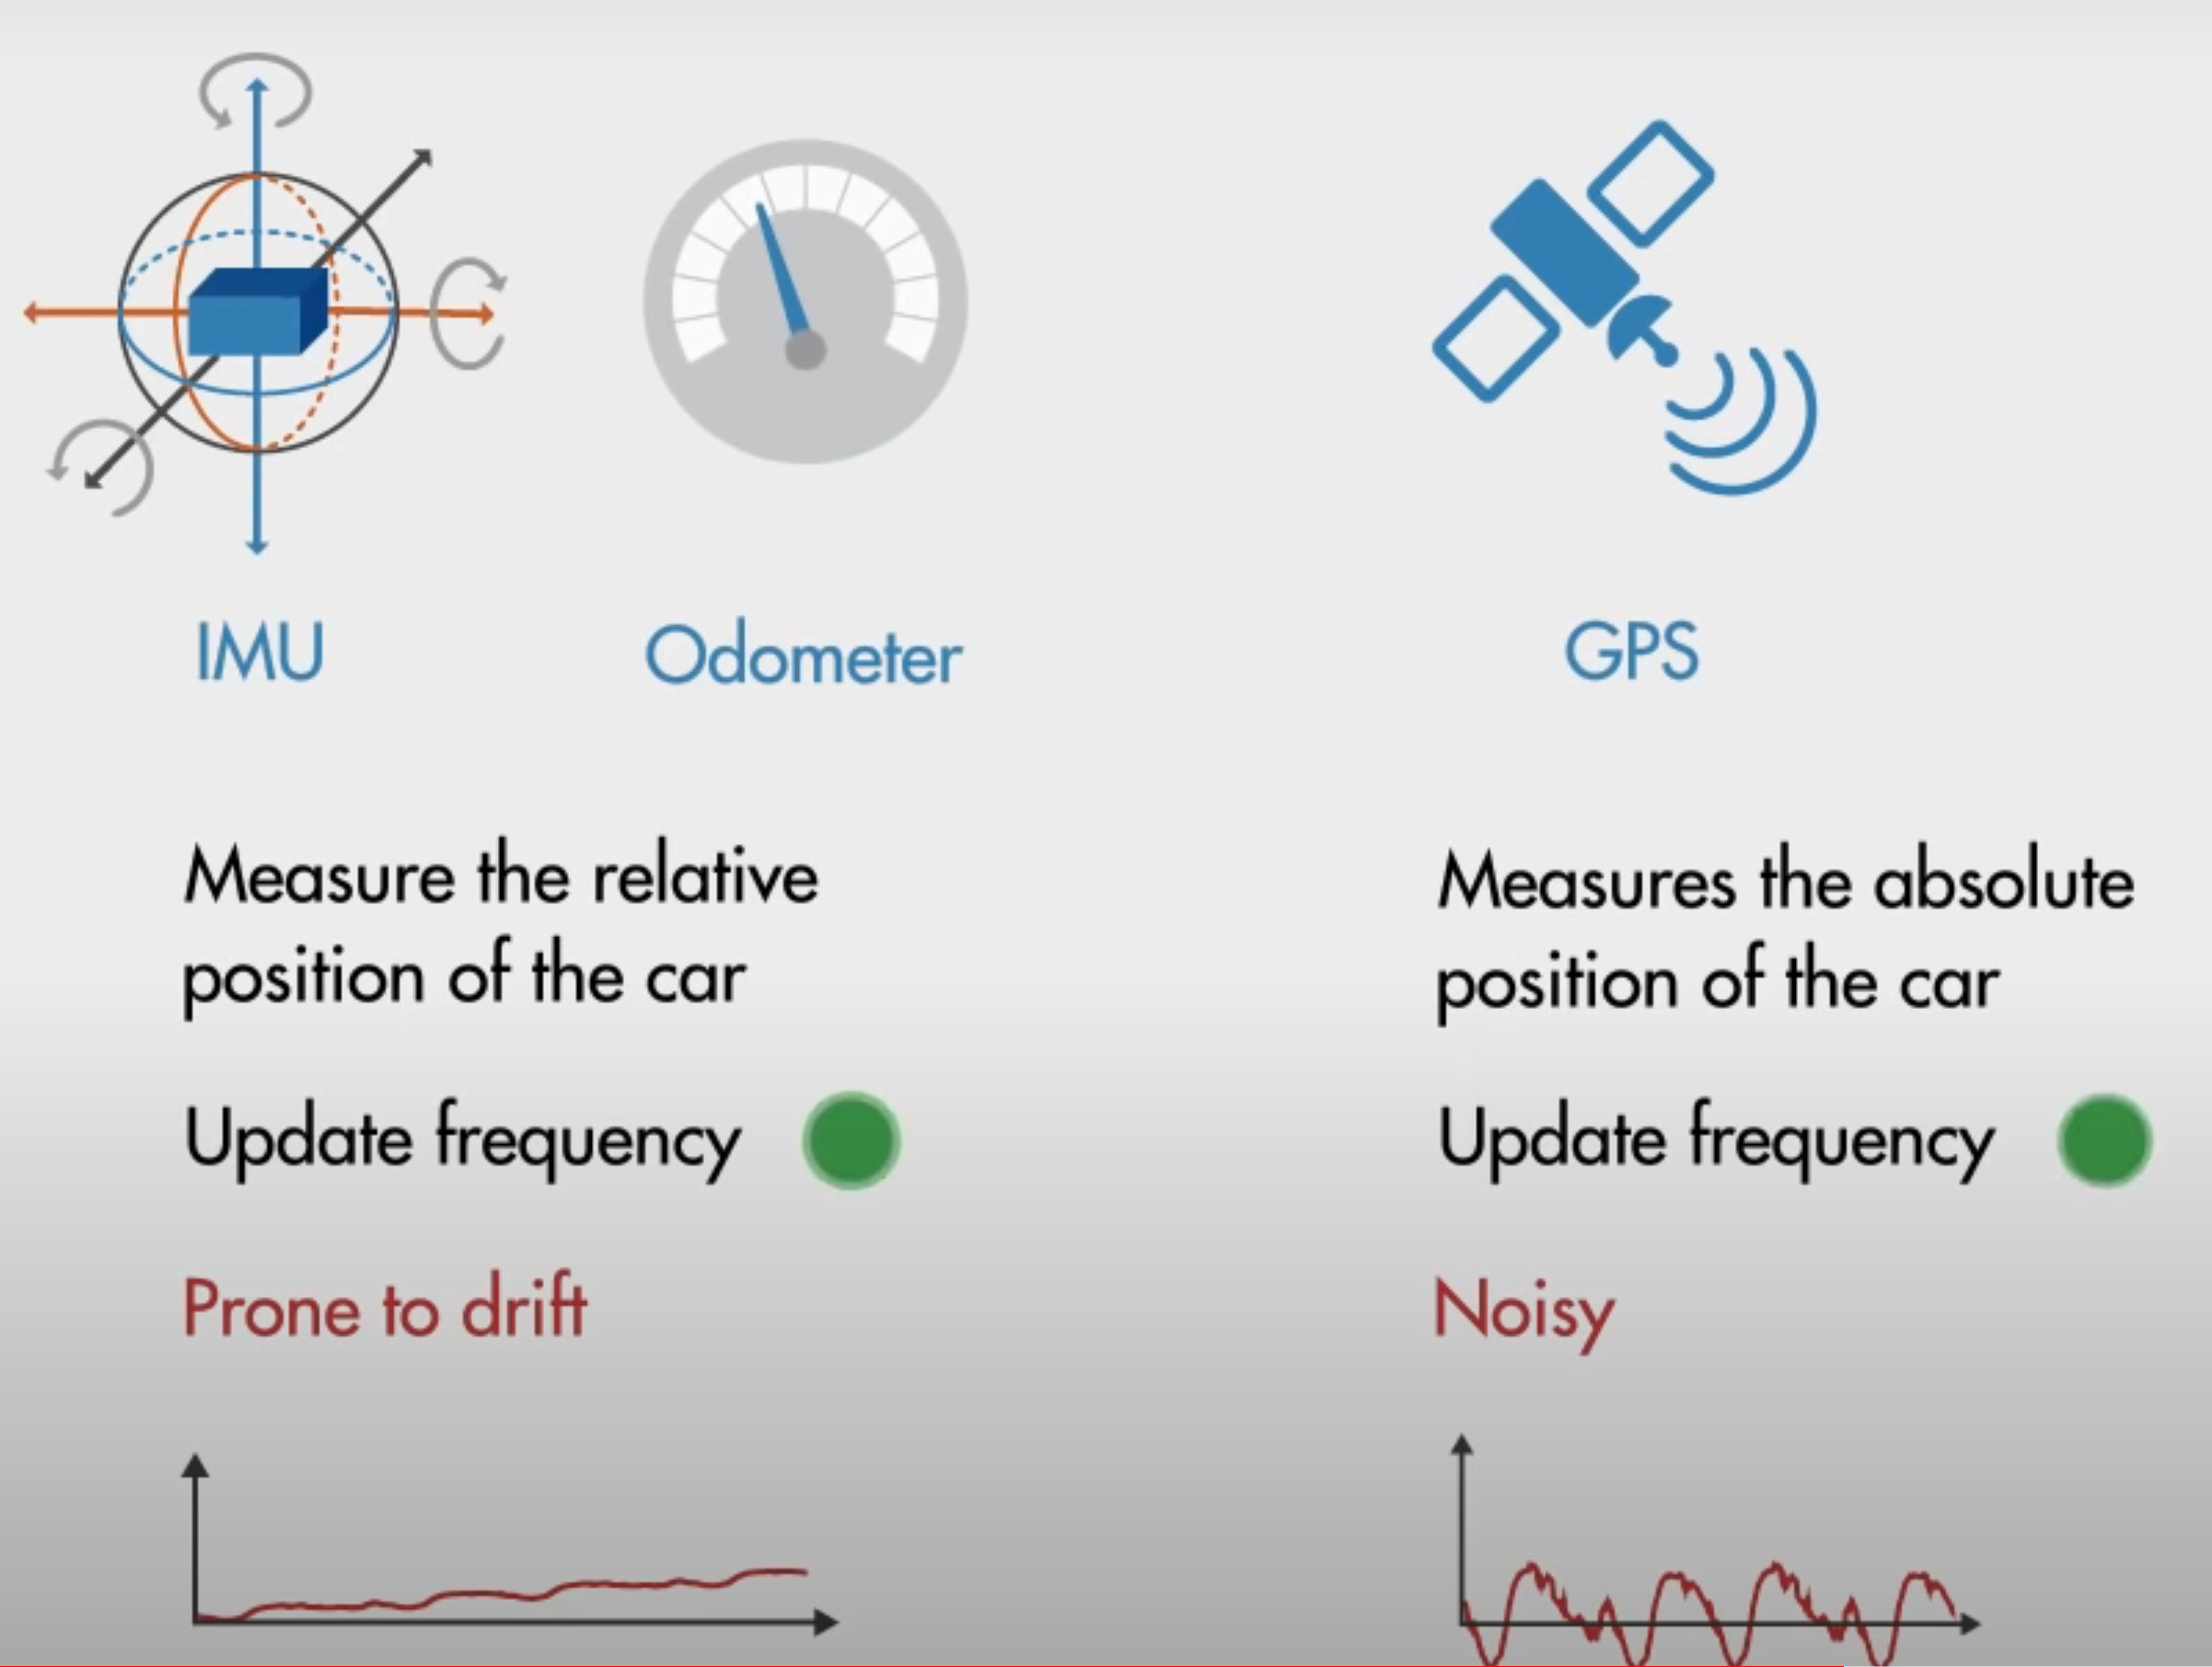 IMU
Odometer
GPS
Measure the relative
position of the car
Update frequency
Prone to drift
Measures the absolute
position of the car
Update frequency
Noisy